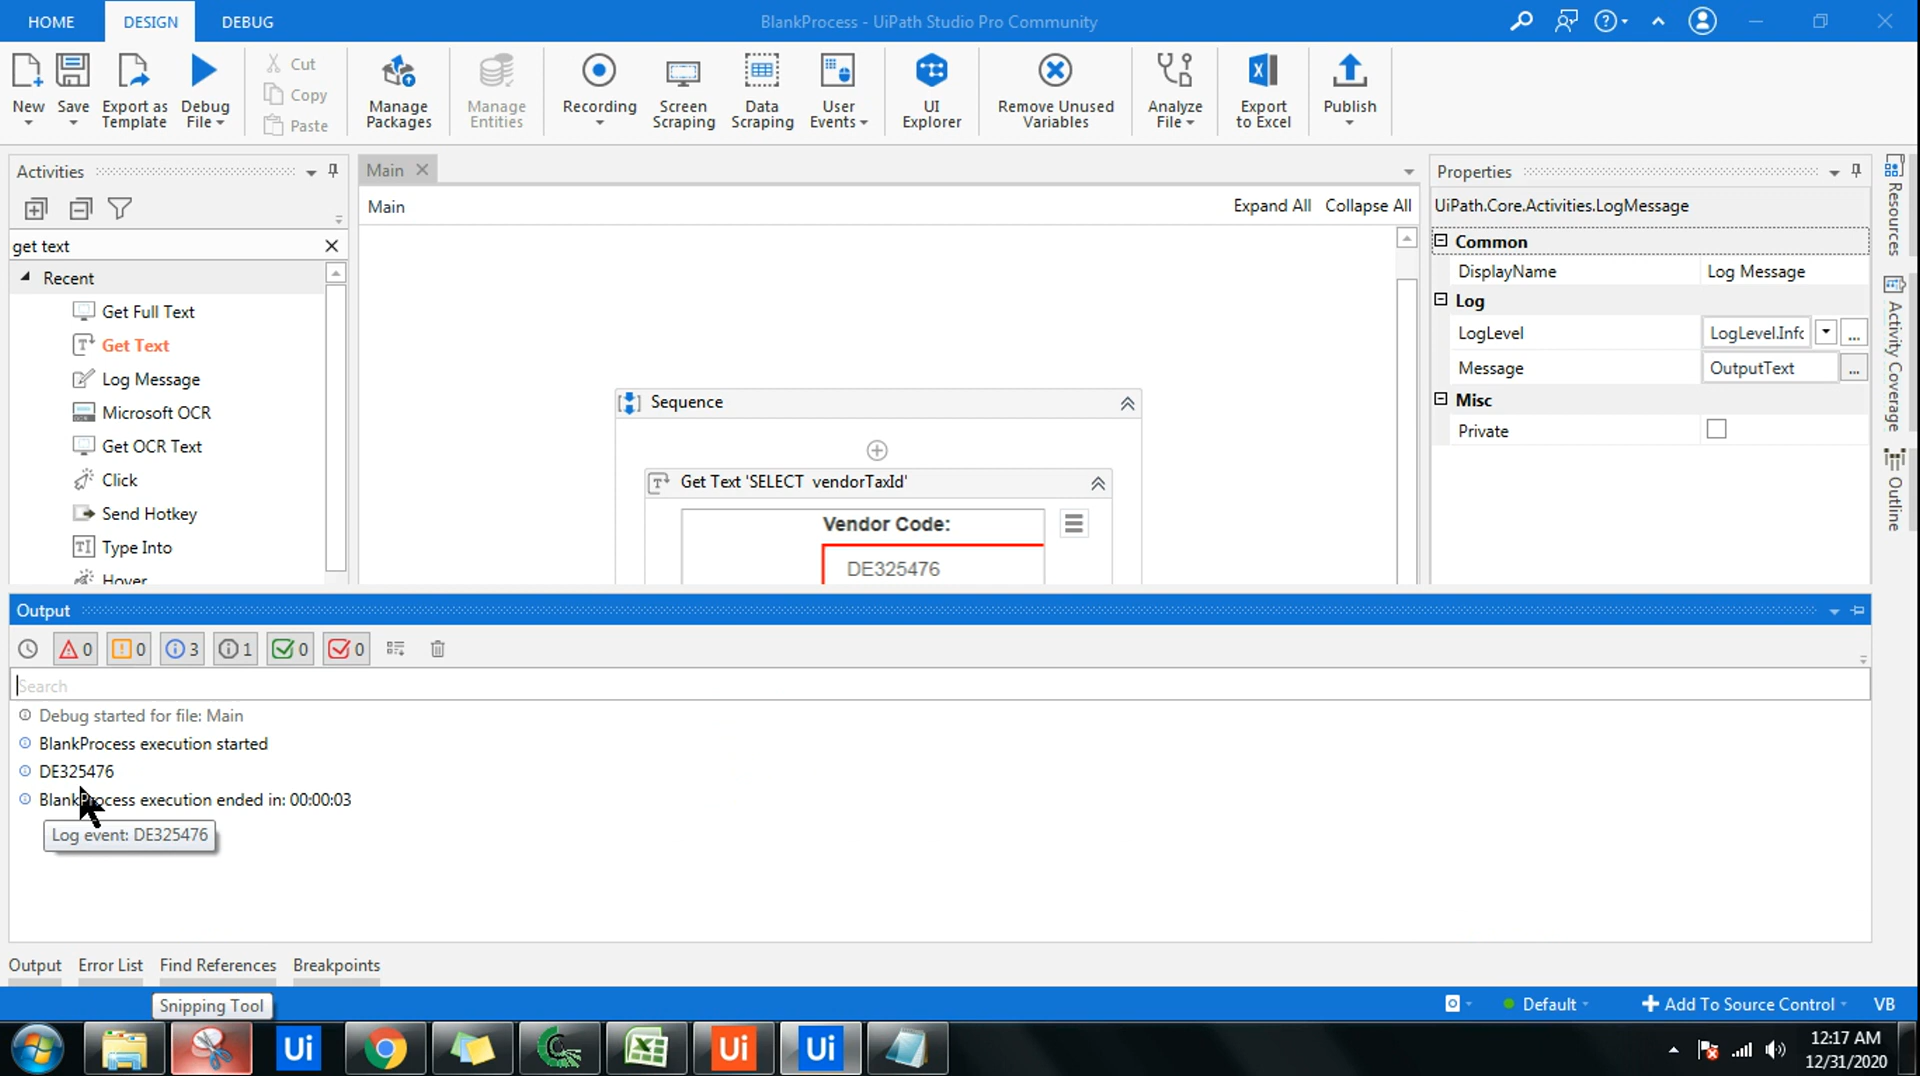 HOME DESIGN DEBUG BlankProcess - UiPath Studio Pro Community
New Save Export as Template Debug File Cut Copy Paste Manage Packages Manage Entities Recording Screen Scraping Data Scraping User Events UI Explorer Remove Unused Variables Analyze File Export to Excel Publish
Activities
get text
Recent
Get Full Text
Get Text
Log Message
Microsoft OCR
Get OCR Text
Click
Send Hotkey
Type Into
Hover
Main
Main Expand All Collapse All
Sequence
Get Text 'SELECT vendorTaxId'
Vendor Code:
DE325476
Properties
UiPath.Core.Activities.LogMessage
Common
DisplayName Log Message
Log
LogLevel LogLevel.Info
Message OutputText
Misc
Private
Resources
Activity Coverage
Outline
Output
0 0 3 1 0 0
Search
Debug started for file: Main
BlankProcess execution started
DE325476
BlankProcess execution ended in: 00:00:03
Log event: DE325476
Output Error List Find References Breakpoints
Snipping Tool
Default Add To Source Control VB
Ui Ui Ui
12:17 AM
12/31/2020